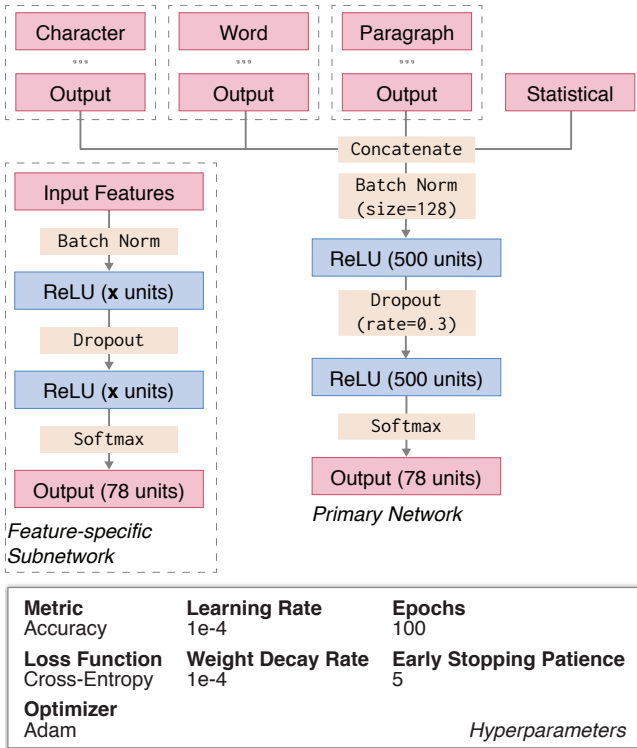 Character
Word
Paragraph
...
...
...
Output
Output
Output
Statistical
Concatenate
Input Features
Batch Norm
(size=128)
Batch Norm
ReLU (500 units)
ReLU (x units)
Dropout
(rate=0.3)
Dropout
ReLU (x units)
ReLU (500 units)
Softmax
Softmax
Output (78 units)
Output (78 units)
Feature-specific
Subnetwork
Primary Network
Metric
Accuracy
Learning Rate
1e-4
Epochs
100
Loss Function
Cross-Entropy
Weight Decay Rate
1e-4
Early Stopping Patience
5
Optimizer
Adam
Hyperparameters